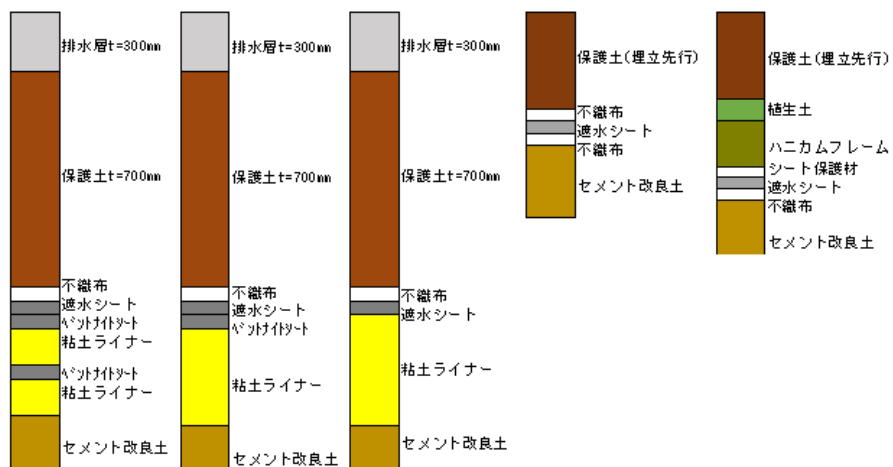 排水層t=300mm
保護土t=700mm
不織布
遮水シート
ベントナイトシート
粘土ライナー
ベントナイトシート
粘土ライナー
セメント改良土
排水層t=300mm
保護土t=700mm
不織布
遮水シート
ベントナイトシート
粘土ライナー
セメント改良土
排水層t=300mm
保護土t=700mm
不織布
遮水シート
粘土ライナー
セメント改良土
保護土(埋立先行)
不織布
遮水シート
不織布
セメント改良土
保護土(埋立先行)
植生土
ハニカムフレーム
シート保護材
遮水シート
不織布
セメント改良土